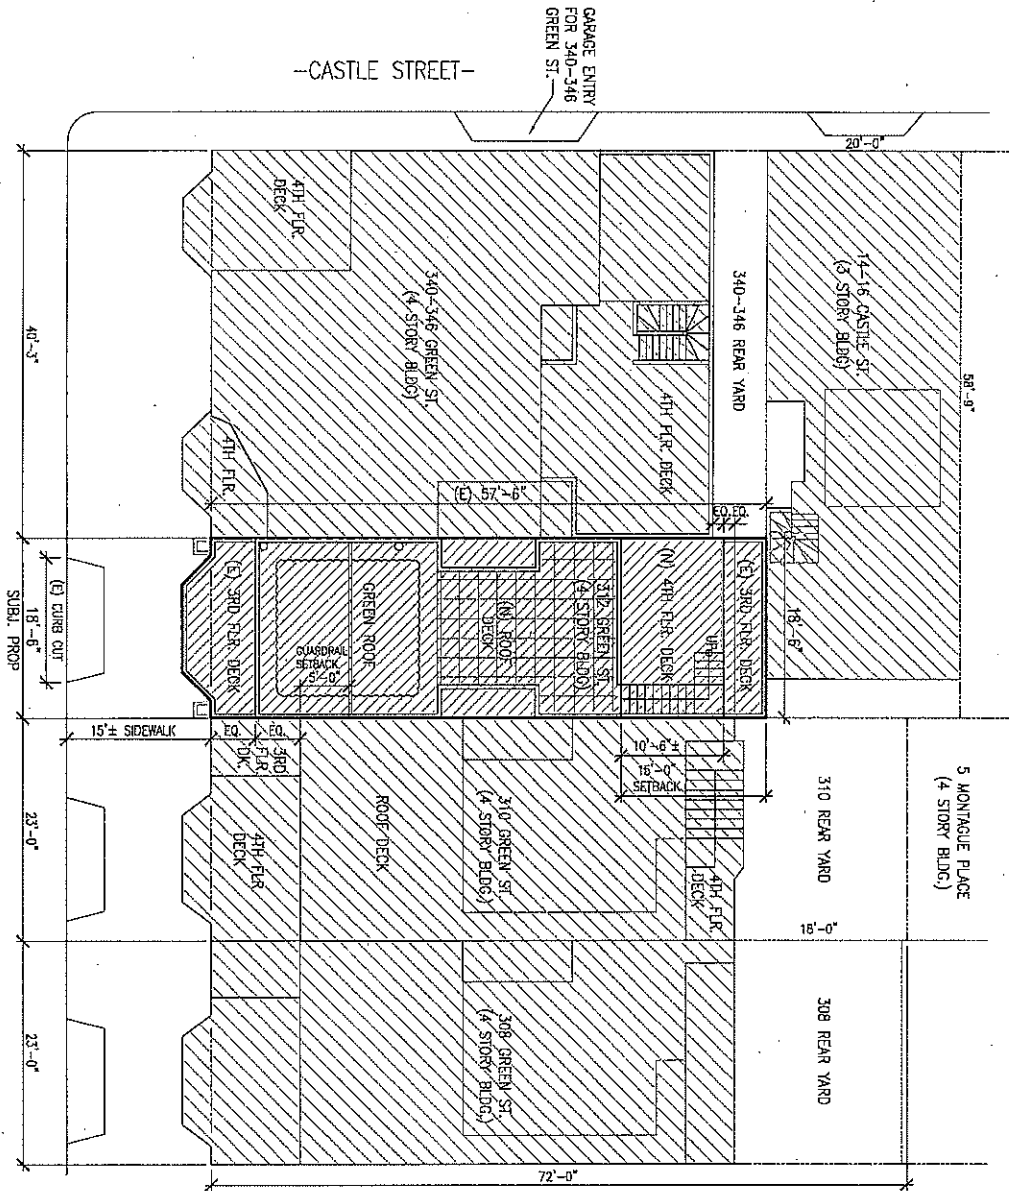 GARAGE ENTRY
FOR 340-346
GREEN ST.
-CASTLE STREET-
20'-0"
4TH FLR.
DECK
340-346 GREEN ST.
(4 STORY BLDG)
340-346 REAR YARD
14-16 CASTLE ST.
(3 STORY BLDG)
58'-9"
40'-3"
4TH FLR. DECK
4TH FLR.
(E) 57'-6"
EQ.
EQ.
(E) CURB CUT
18'-6"
SUBJ. PROP
(E) 3RD FLR. DECK
GREEN ROOF
GUARDRAIL
SETBACK
5'-0"
(N) ROOF
DECK
312 GREEN ST.
(4 STORY BLDG)
(N) 4TH FLR. DECK
UP
(E) 3RD FLR. DECK
18'-6"
15'± SIDEWALK
EQ.
EQ.
3RD
FLR
DK.
10'-6"±
15'-0"
SETBACK
23'-0"
4TH FLR
DECK
ROOF DECK
310 GREEN ST.
(4 STORY BLDG.)
4TH FLR.
DECK
310 REAR YARD
5 MONTAGUE PLACE
(4 STORY BLDG.)
18'-0"
23'-0"
308 GREEN ST.
(4 STORY BLDG.)
308 REAR YARD
72'-0"